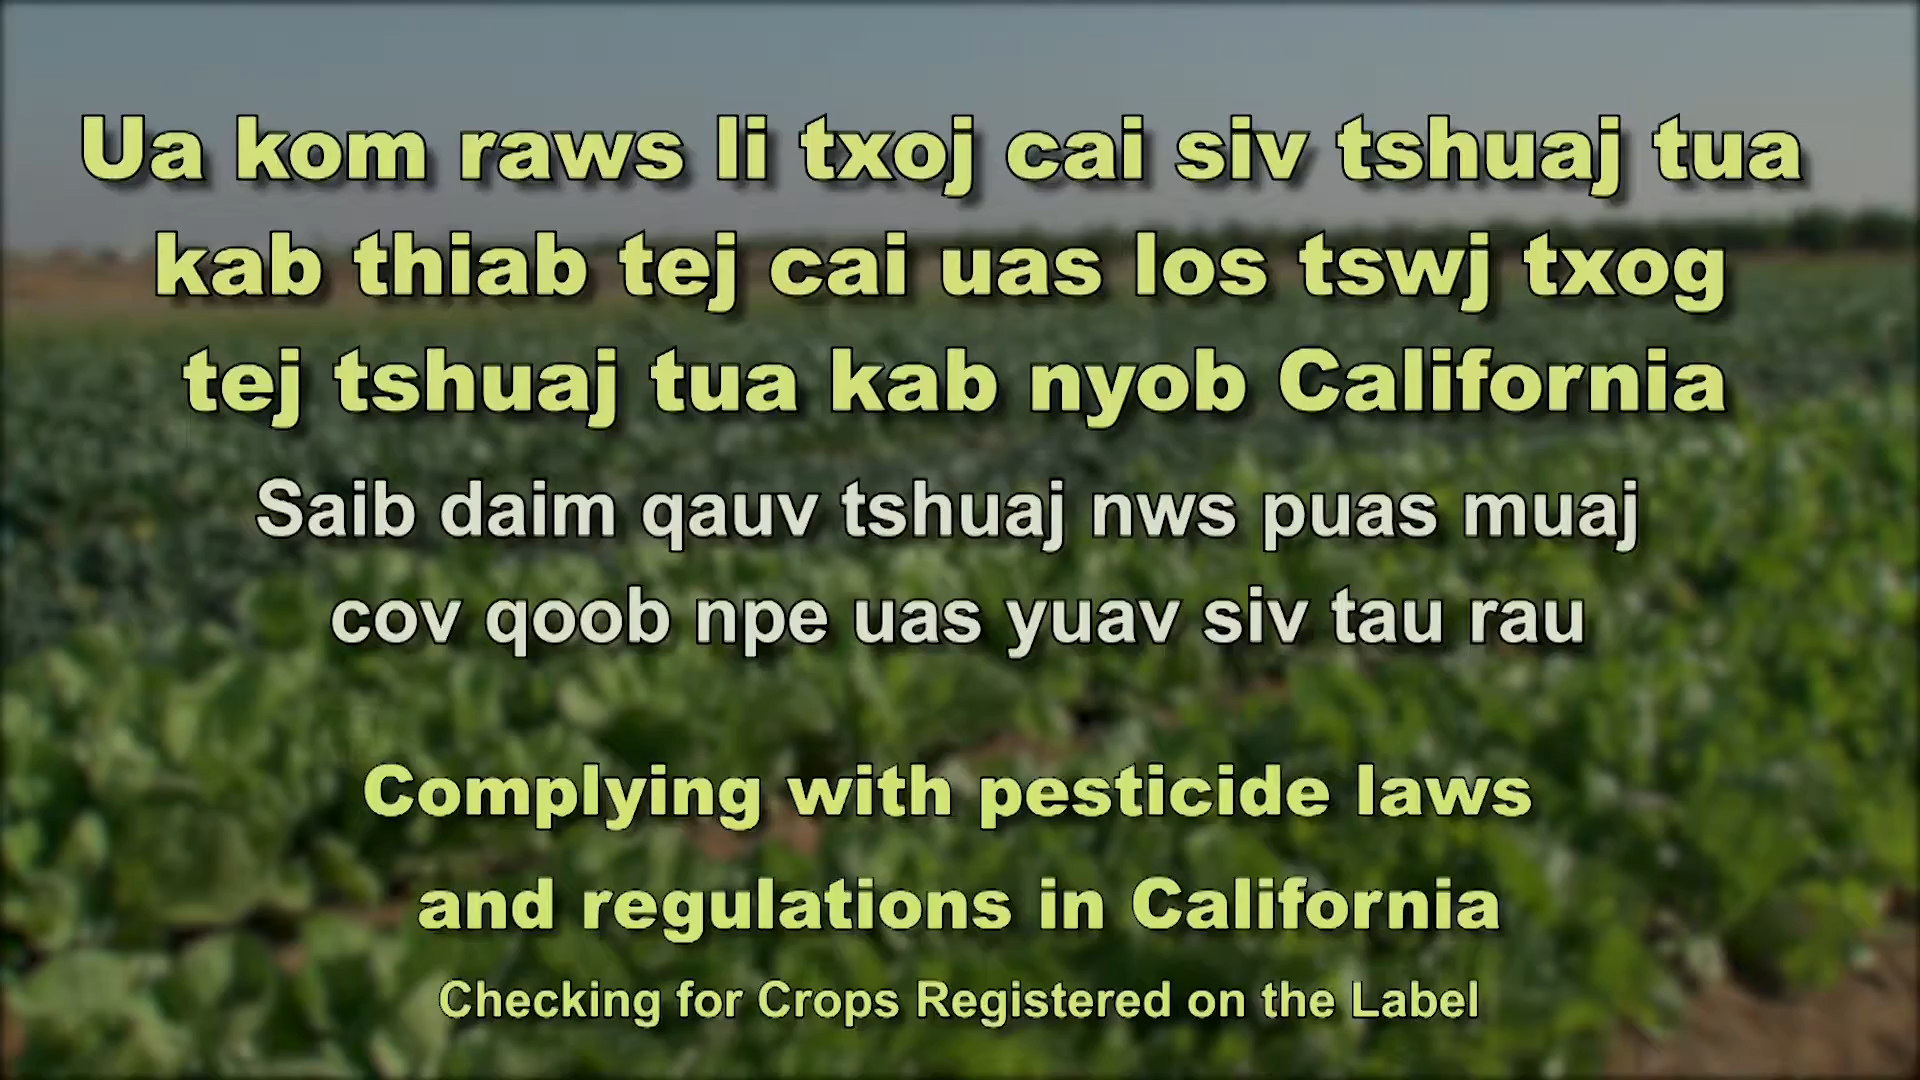 Ua kom raws li txoj cai siv tshuaj tua
kab thiab tej cai uas los tswj txog
tej tshuaj tua kab nyob California
Saib daim qauv tshuaj nws puas muaj
cov qoob npe uas yuav siv tau rau
Complying with pesticide laws
and regulations in California
Checking for Crops Registered on the Label